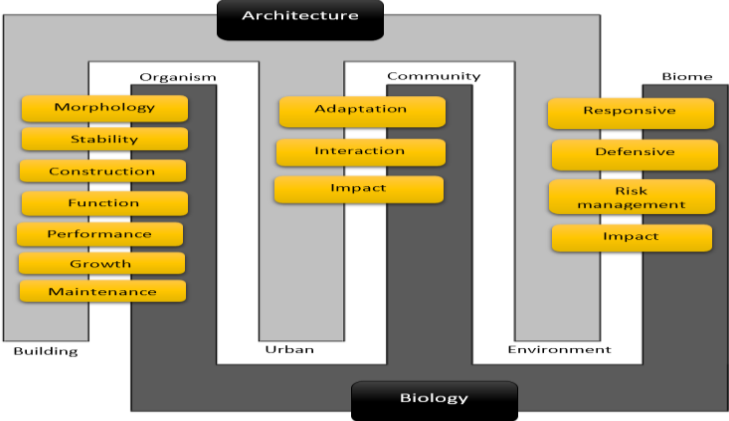 Architecture
Organism
Community
Biome
Morphology
Stability
Construction
Function
Performance
Growth
Maintenance
Adaptation
Interaction
Impact
Responsive
Defensive
Risk
management
Impact
Building
Urban
Environment
Biology